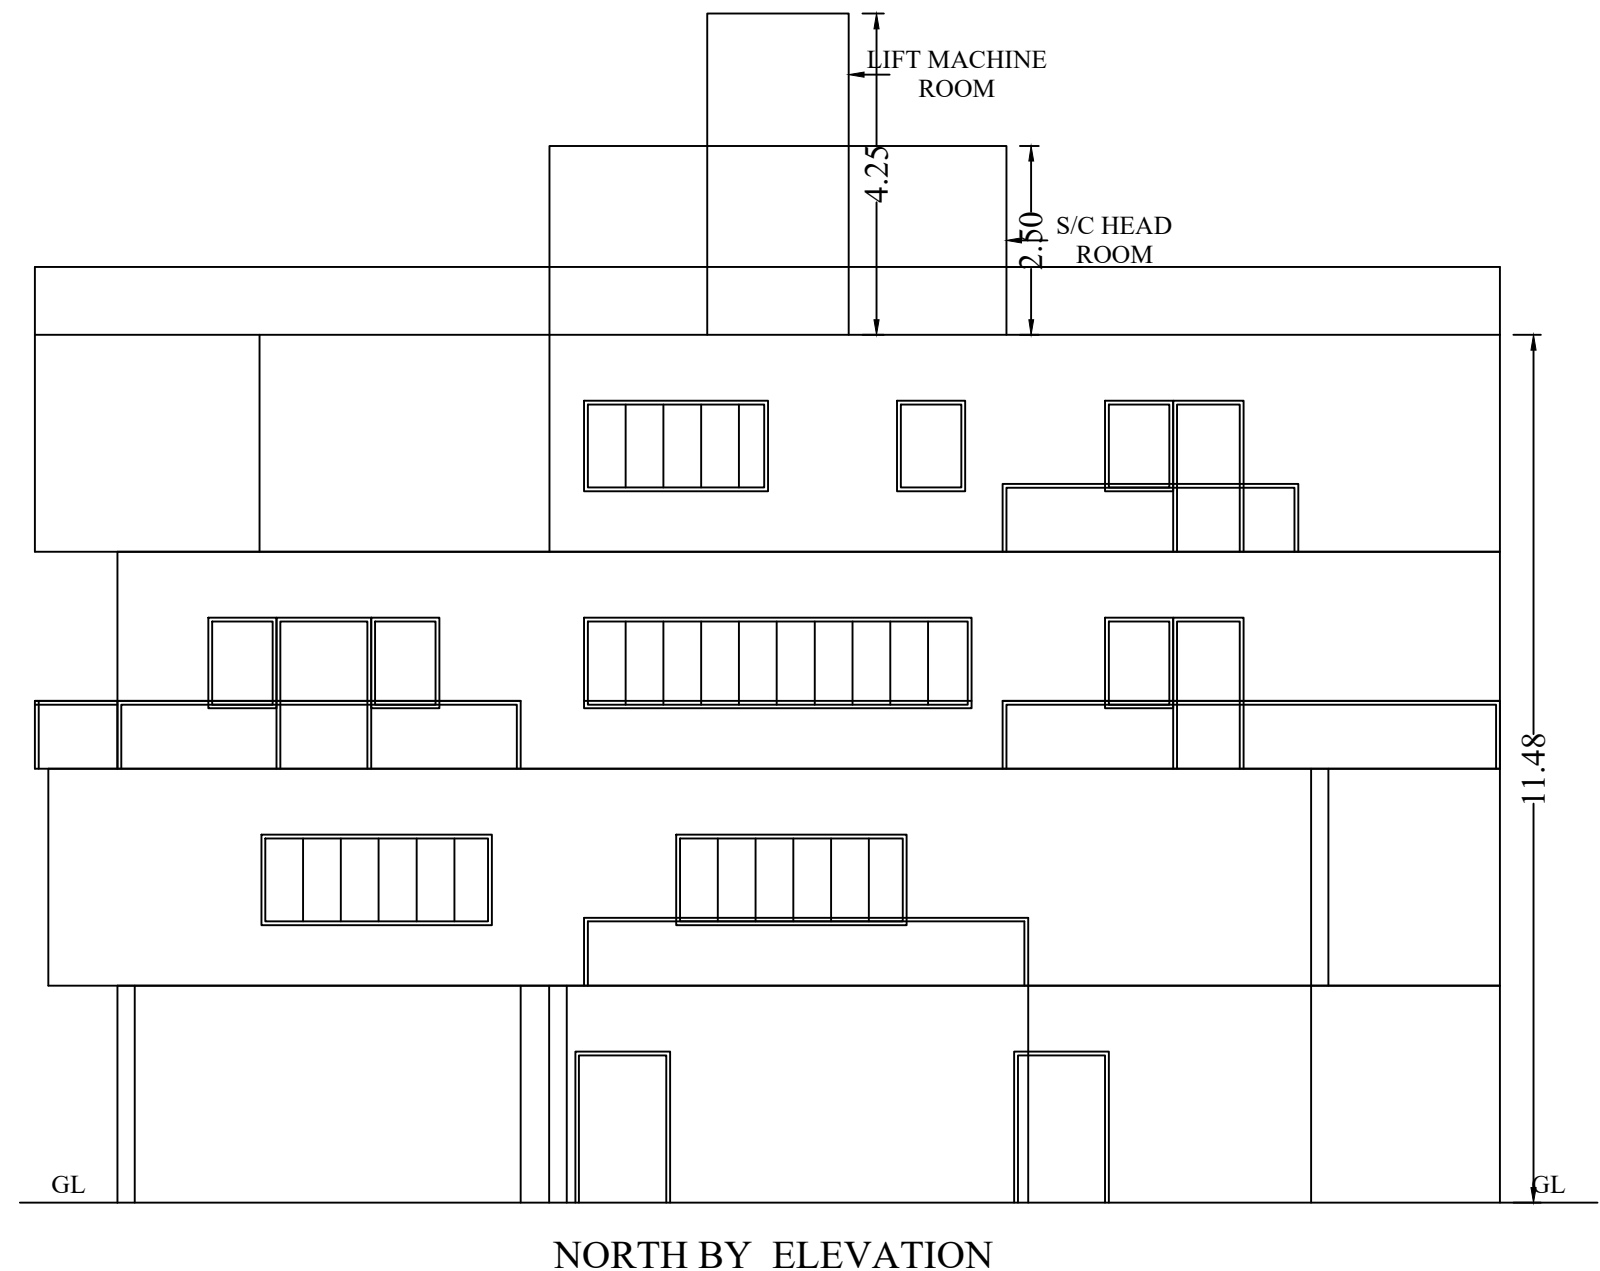 LIFT MACHINE
ROOM
4.25
S/C HEAD
ROOM
2.50
11.48
GL
GL
NORTH BY ELEVATION